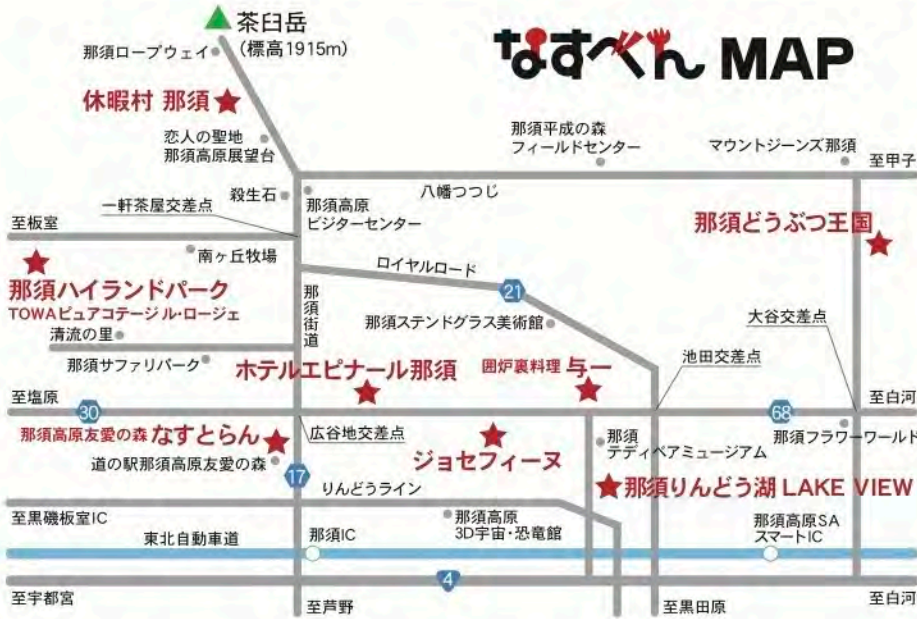 茶臼岳
(標高1915m)
なすべん MAP
那須ロープウェイ
休暇村 那須
恋人の聖地
那須高原展望台
那須平成の森
フィールドセンター
マウントジーンズ那須
至甲子
殺生石
那須高原
ビジターセンター
八幡つつじ
一軒茶屋交差点
至板室
南ヶ丘牧場
那須どうぶつ王国
ロイヤルロード
21
那須ハイランドパーク
TOWAピュアコテージ ル・ロージェ
那須街道
清流の里
那須サファリパーク
那須ステンドグラス美術館
大谷交差点
池田交差点
ホテルエピナール那須
囲炉裏料理 与一
至塩原
30
68
至白河
那須高原友愛の森 なすとらん
道の駅那須高原友愛の森
広谷地交差点
ジョセフィーヌ
那須
テディベアミュージアム
那須フラワーワールド
17
那須りんどう湖 LAKE VIEW
りんどうライン
至黒磯板室IC
那須高原
3D宇宙・恐竜館
那須高原SA
スマートIC
東北自動車道
那須IC
4
至宇都宮
至芦野
至黒田原
至白河